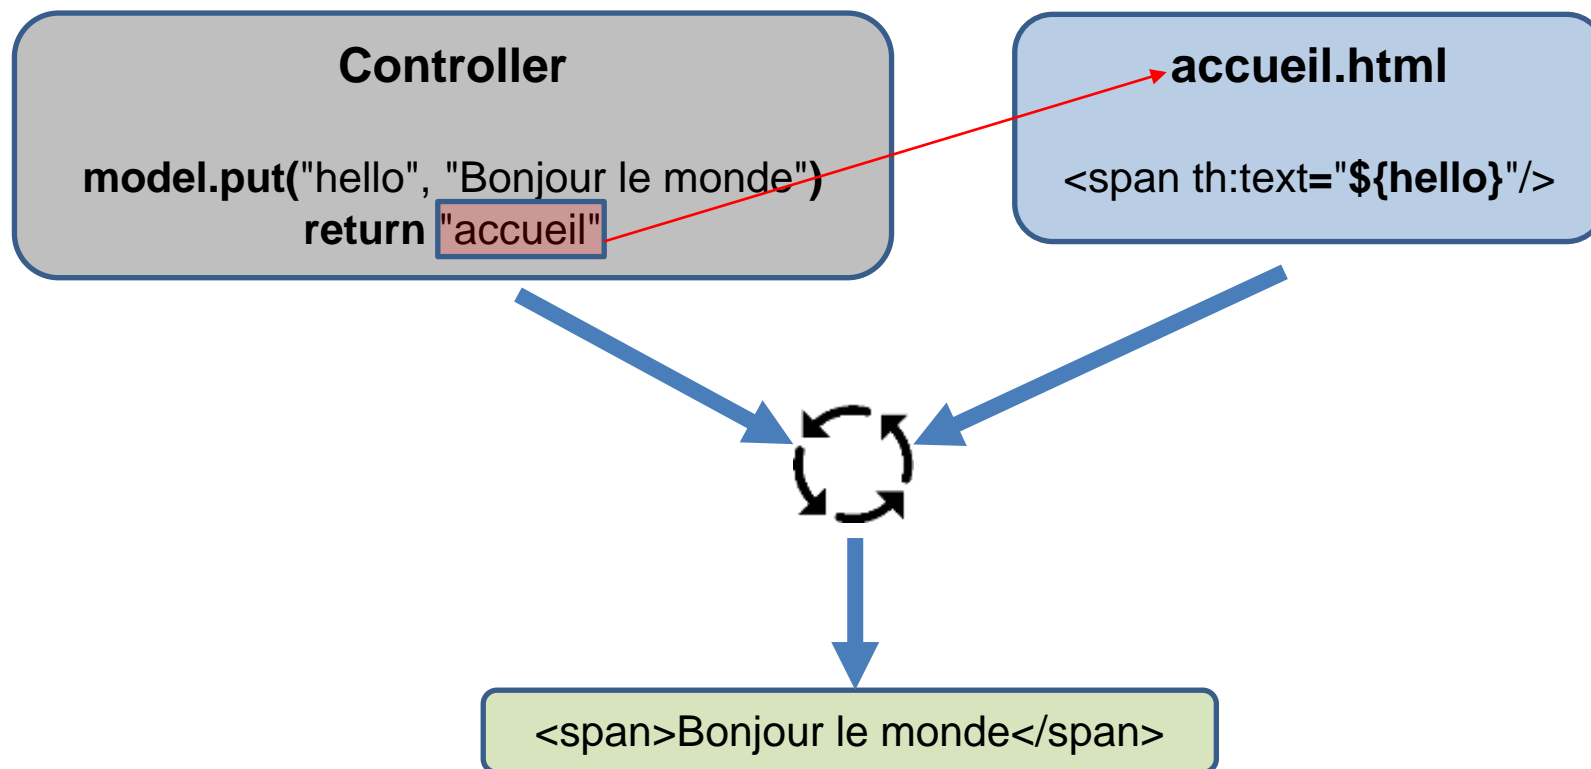 Controller
model.put("hello", "Bonjour le monde")
return "accueil"
accueil.html
<span th:text="${hello}"/>
<span>Bonjour le monde</span>